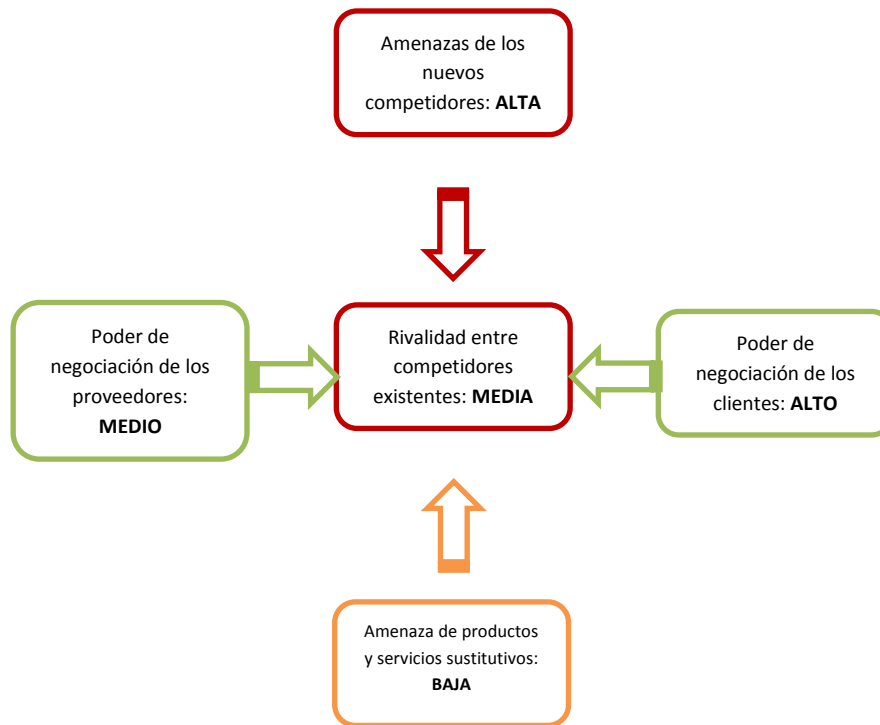 Amenazas de los
nuevos
competidores: ALTA
Poder de
negociación de los
proveedores:
MEDIO
Rivalidad entre
competidores
existentes: MEDIA
Poder de
negociación de los
clientes: ALTO
Amenaza de productos
y servicios sustitutivos:
BAJA